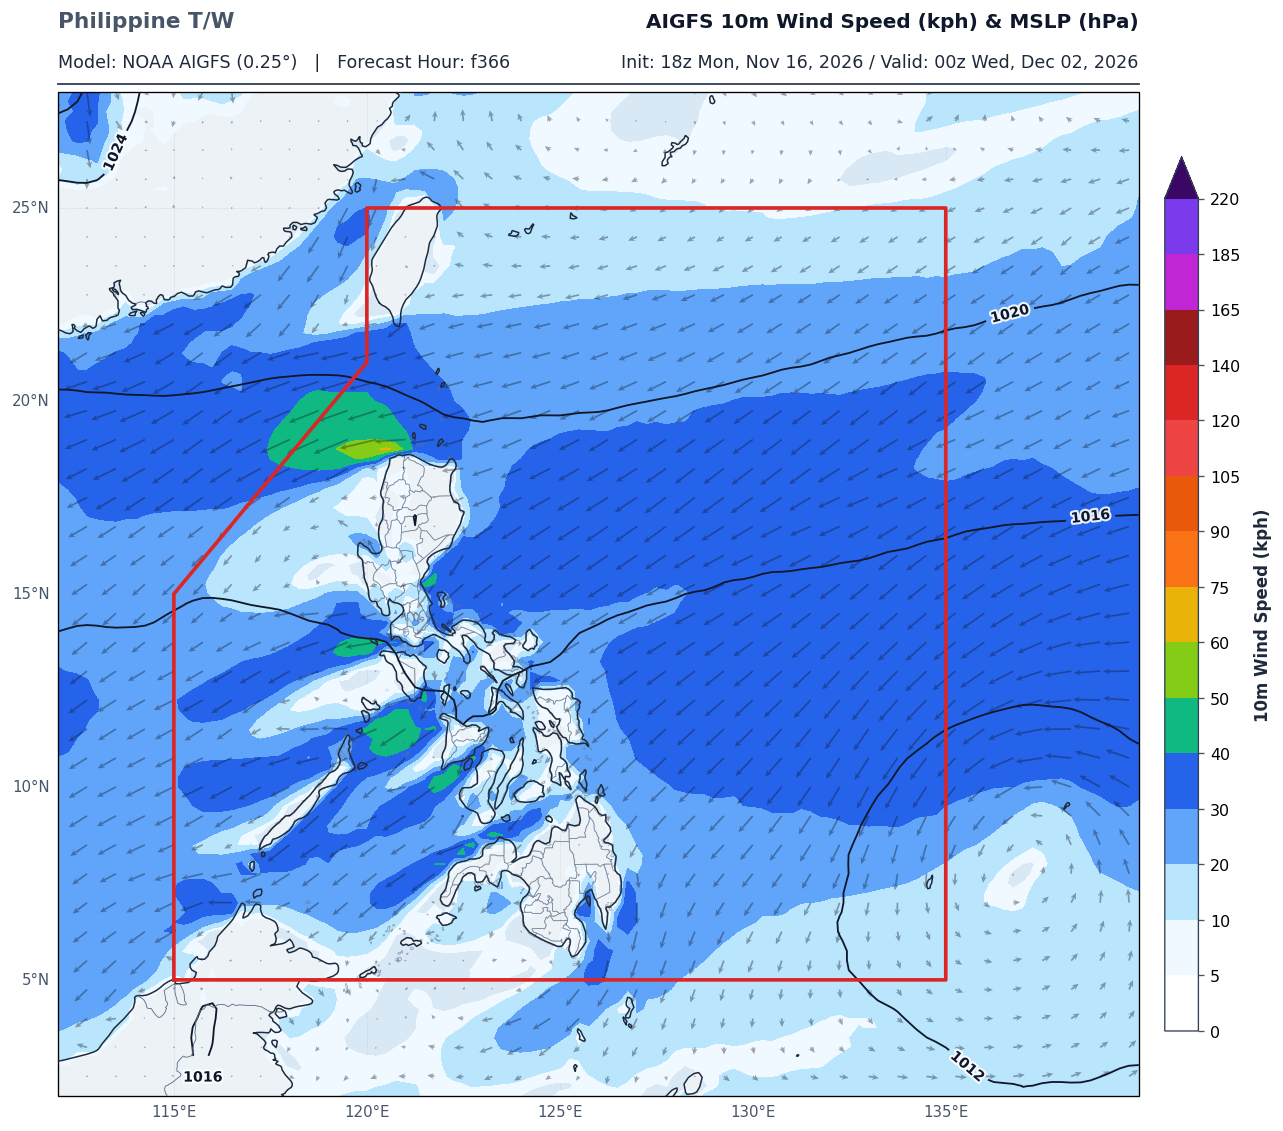 Philippine T/W
AIGFS 10m Wind Speed (kph) & MSLP (hPa)
Model: NOAA AIGFS (0.25°) | Forecast Hour: f366
Init: 18z Mon, Nov 16, 2026 / Valid: 00z Wed, Dec 02, 2026
1024
1020
1016
1012
1016
25°N
20°N
15°N
10°N
5°N
115°E
120°E
125°E
130°E
135°E
220
185
165
140
120
105
90
75
60
50
40
30
20
10
5
0
10m Wind Speed (kph)